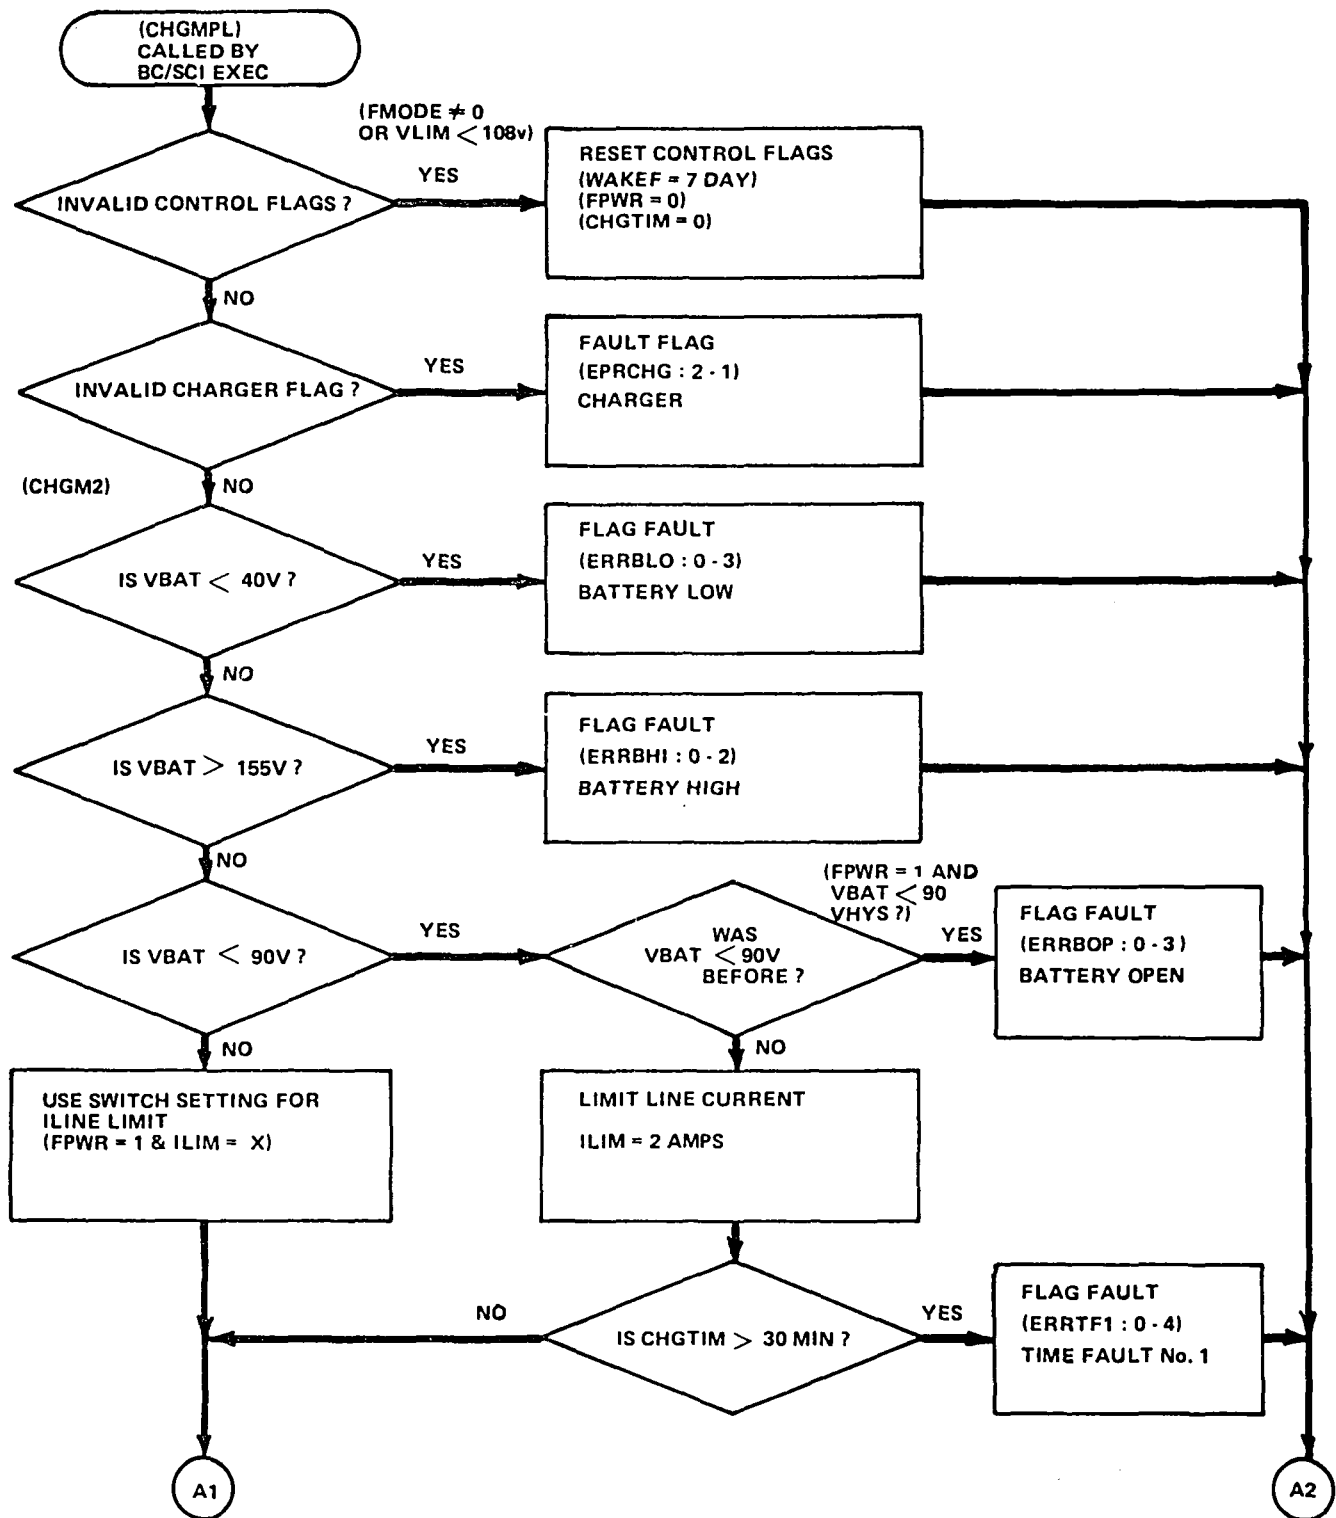 (CHGMPL)
CALLED BY
BC/SCI EXEC
(FMODE ≠ 0
OR VLIM < 108v)
INVALID CONTROL FLAGS ?
YES
RESET CONTROL FLAGS
(WAKEF = 7 DAY)
(FPWR = 0)
(CHGTIM = 0)
NO
INVALID CHARGER FLAG ?
YES
FAULT FLAG
(EPRCHG : 2 - 1)
CHARGER
NO
(CHGM2)
IS VBAT < 40V ?
YES
FLAG FAULT
(ERRBLO : 0 - 3)
BATTERY LOW
NO
IS VBAT > 155V ?
YES
FLAG FAULT
(ERRBHI : 0 - 2)
BATTERY HIGH
NO
IS VBAT < 90V ?
YES
(FPWR = 1 AND
VBAT < 90
VHYS ?)
WAS
VBAT < 90V
BEFORE ?
YES
FLAG FAULT
(ERRBOP : 0 - 3)
BATTERY OPEN
NO
NO
USE SWITCH SETTING FOR
ILINE LIMIT
(FPWR = 1 & ILIM = X)
LIMIT LINE CURRENT
ILIM = 2 AMPS
NO
IS CHGTIM > 30 MIN ?
YES
FLAG FAULT
(ERRTF1 : 0 - 4)
TIME FAULT No. 1
A1
A2